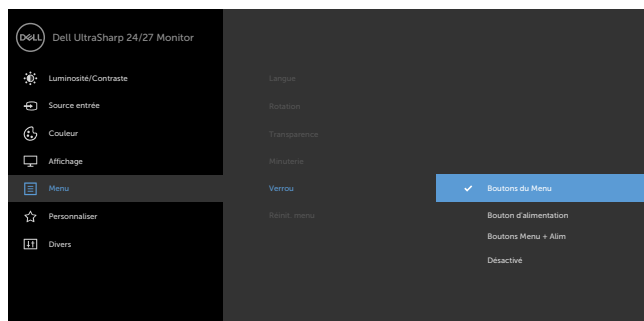 DELL Dell UltraSharp 24/27 Monitor
Luminosité/Contraste
Langue
Source entrée
Rotation
Couleur
Transparence
Affichage
Minuterie
Menu
Verrou
Boutons du Menu
Personnaliser
Réinit. menu
Bouton d'alimentation
Boutons Menu + Alim
Divers
Désactivé